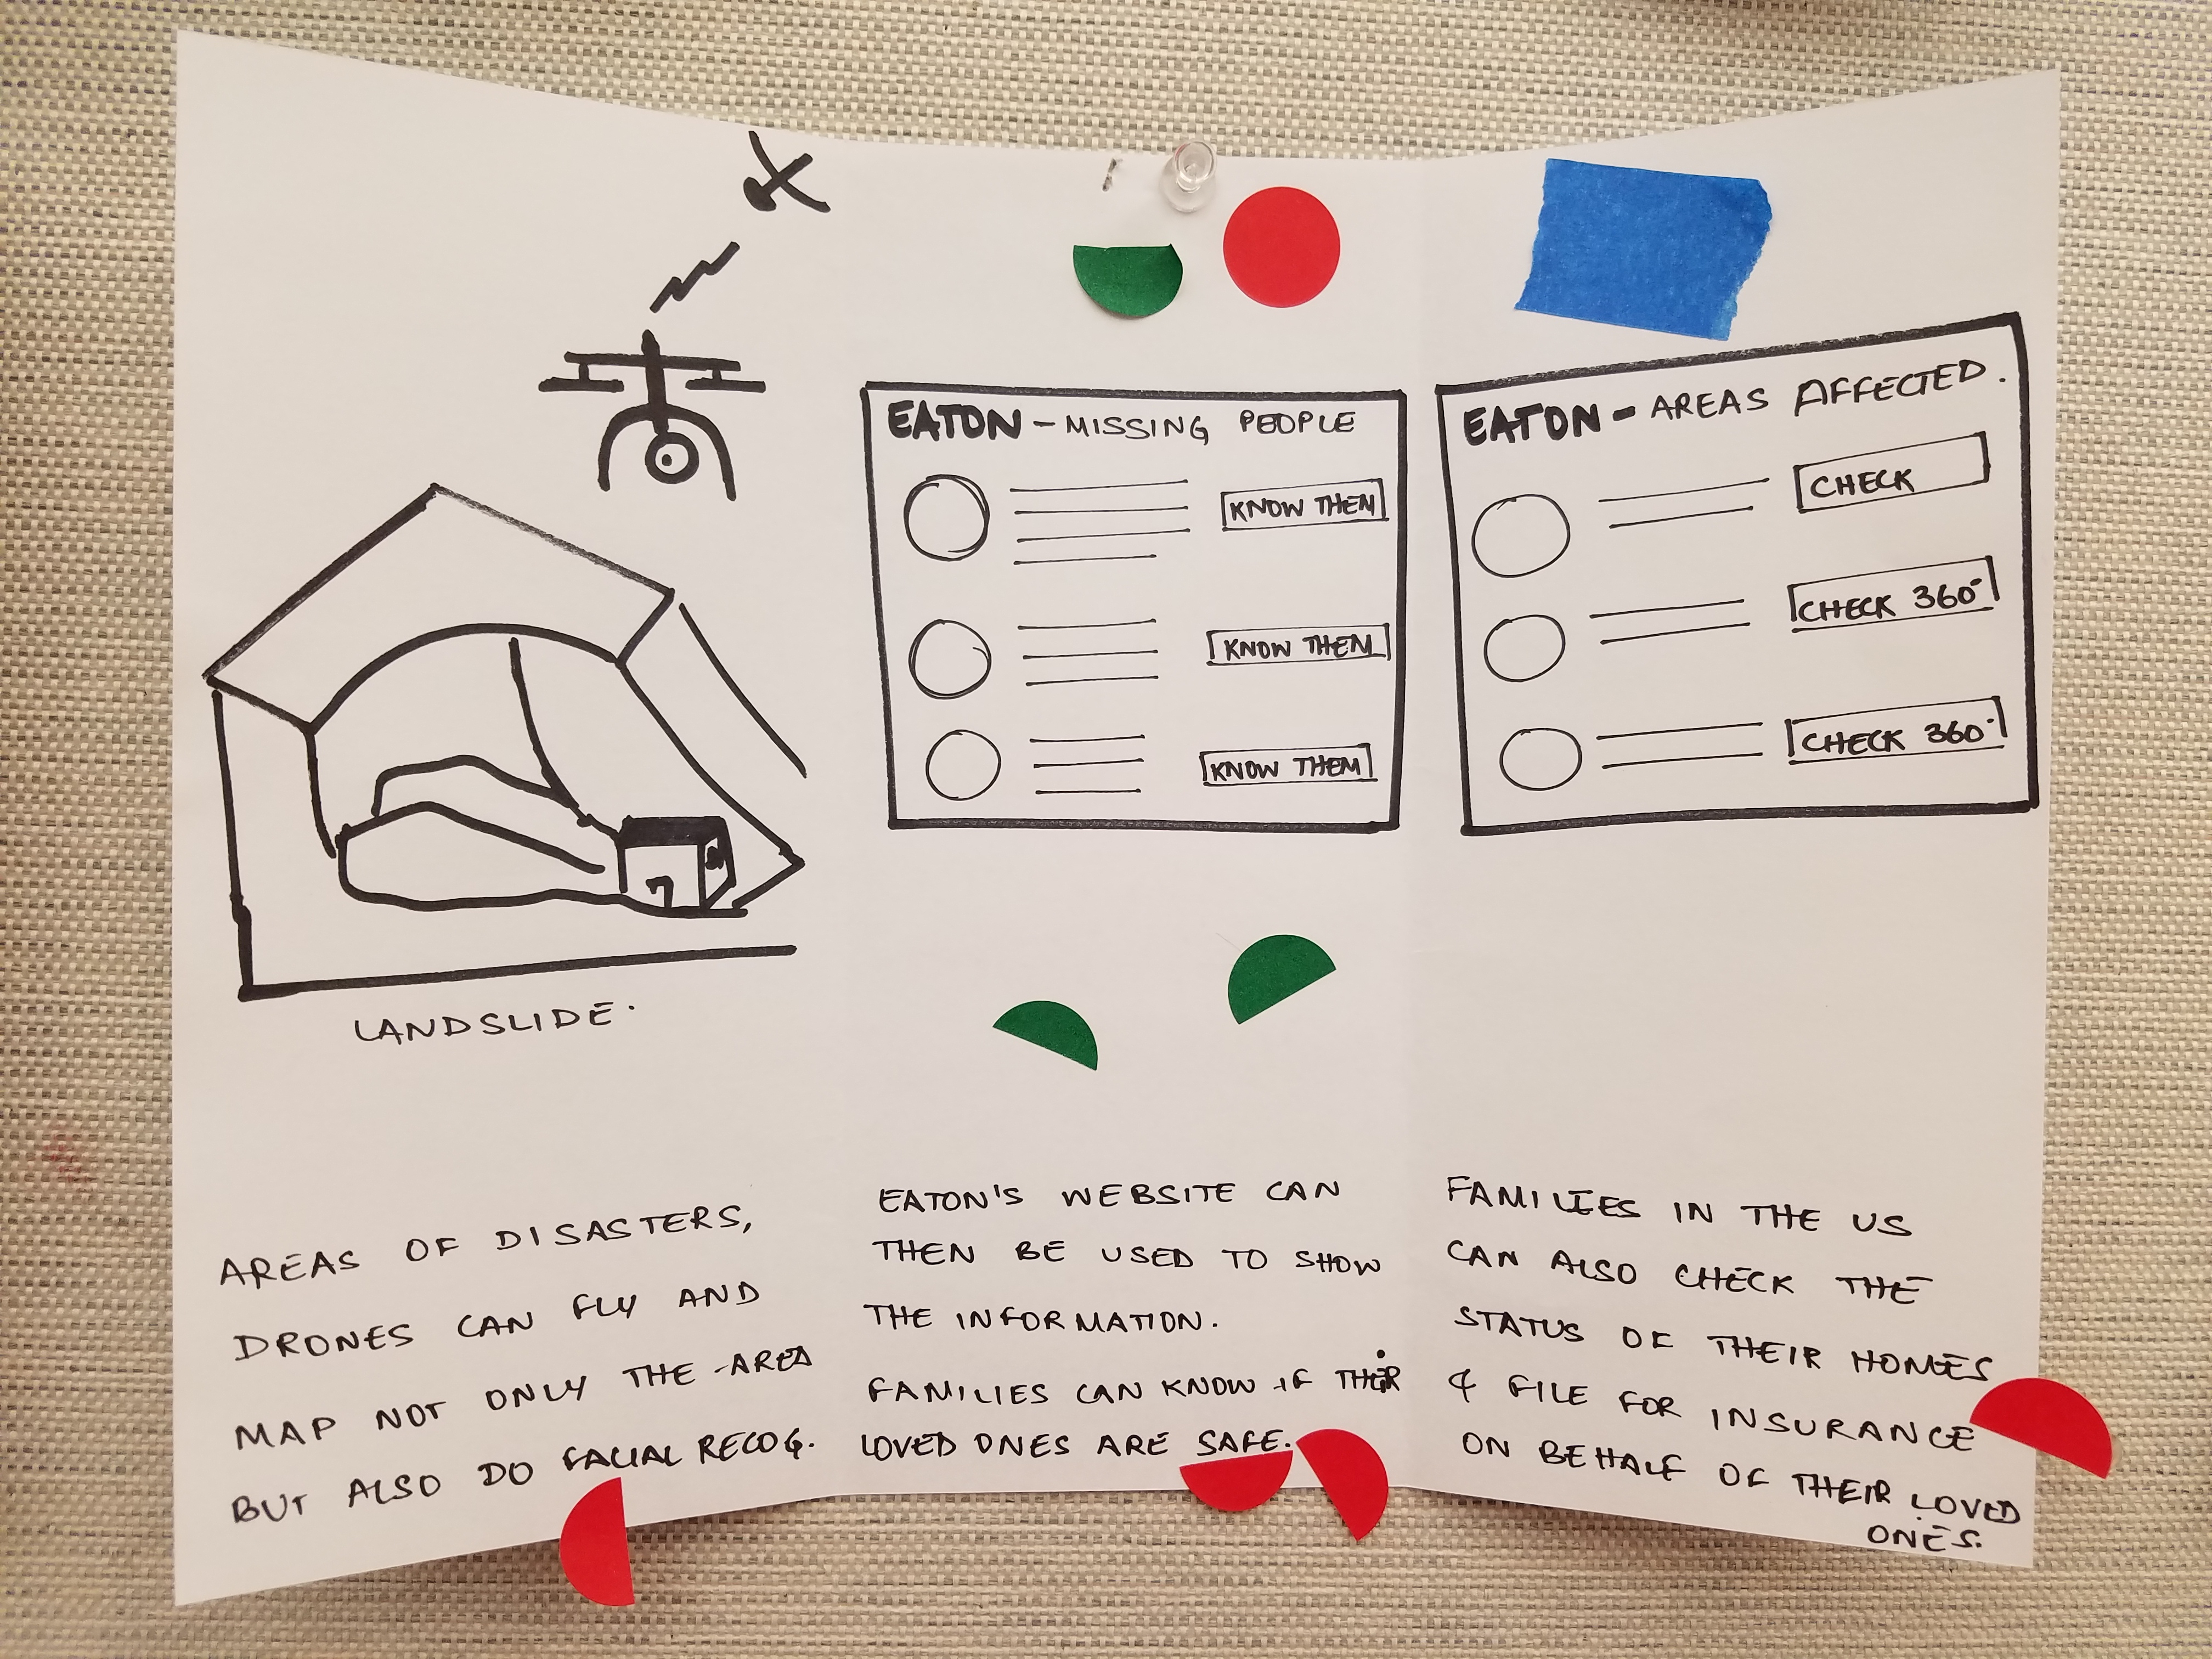 LANDSLIDE.
AREAS OF DISASTERS,
DRONES CAN FLY AND
MAP NOT ONLY THE AREA
BUT ALSO DO FACIAL RECOG.
EATON - MISSING PEOPLE
KNOW THEM
KNOW THEM
KNOW THEM
EATON'S WEBSITE CAN
THEN BE USED TO SHOW
THE INFORMATION.
FAMILIES CAN KNOW IF THEIR
LOVED ONES ARE SAFE.
EATON - AREAS AFFECTED.
CHECK
CHECK 360°
CHECK 360°
FAMILIES IN THE US
CAN ALSO CHECK THE
STATUS OF THEIR HOMES
& FILE FOR INSURANCE
ON BEHALF OF THEIR LOVED
ONES.